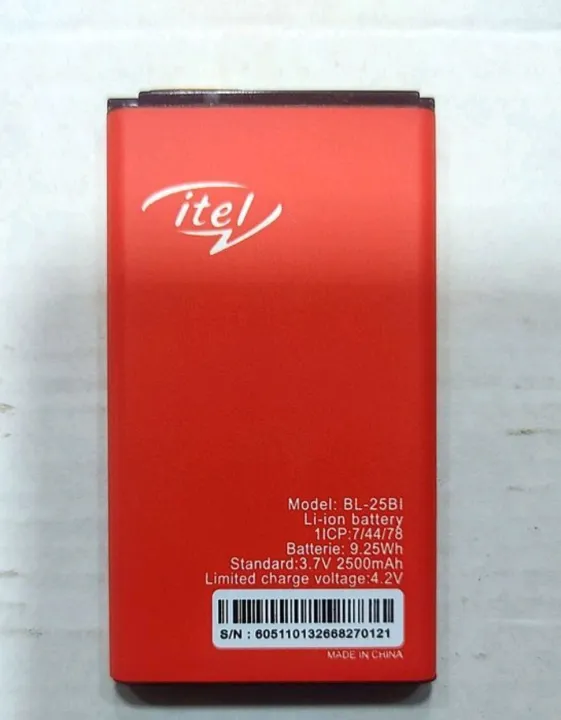 itel
Model: BL-25BI
Li-ion battery
1ICP:7/44/78
Batterie: 9.25Wh
Standard:3.7V 2500mAh
Limited charge voltage:4.2V
S/N : 605110132668270121
MADE IN CHINA